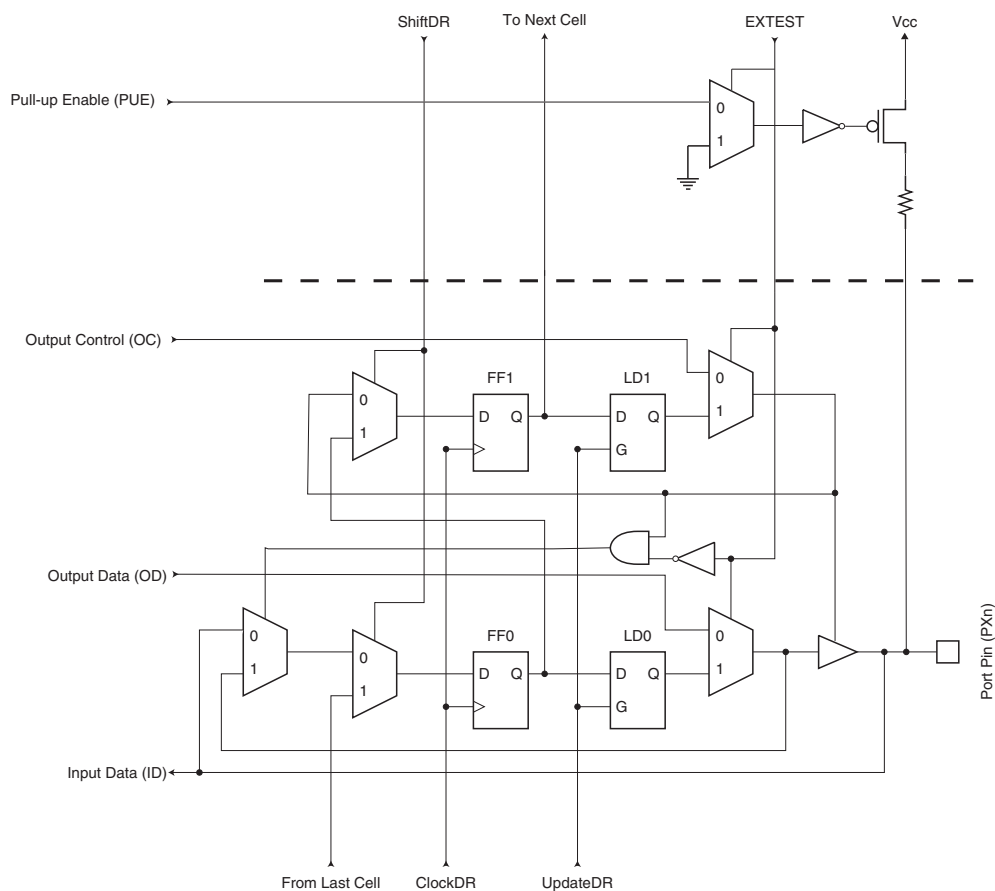 ShiftDR
To Next Cell
EXTEST
Vcc
Pull-up Enable (PUE)
0
1
Output Control (OC)
FF1
LD1
0
0
1
D Q
D Q
1
G
Output Data (OD)
FF0
LD0
0
0
0
1
D Q
D Q
1
1
G
Port Pin (PXn)
Input Data (ID)
From Last Cell
ClockDR
UpdateDR